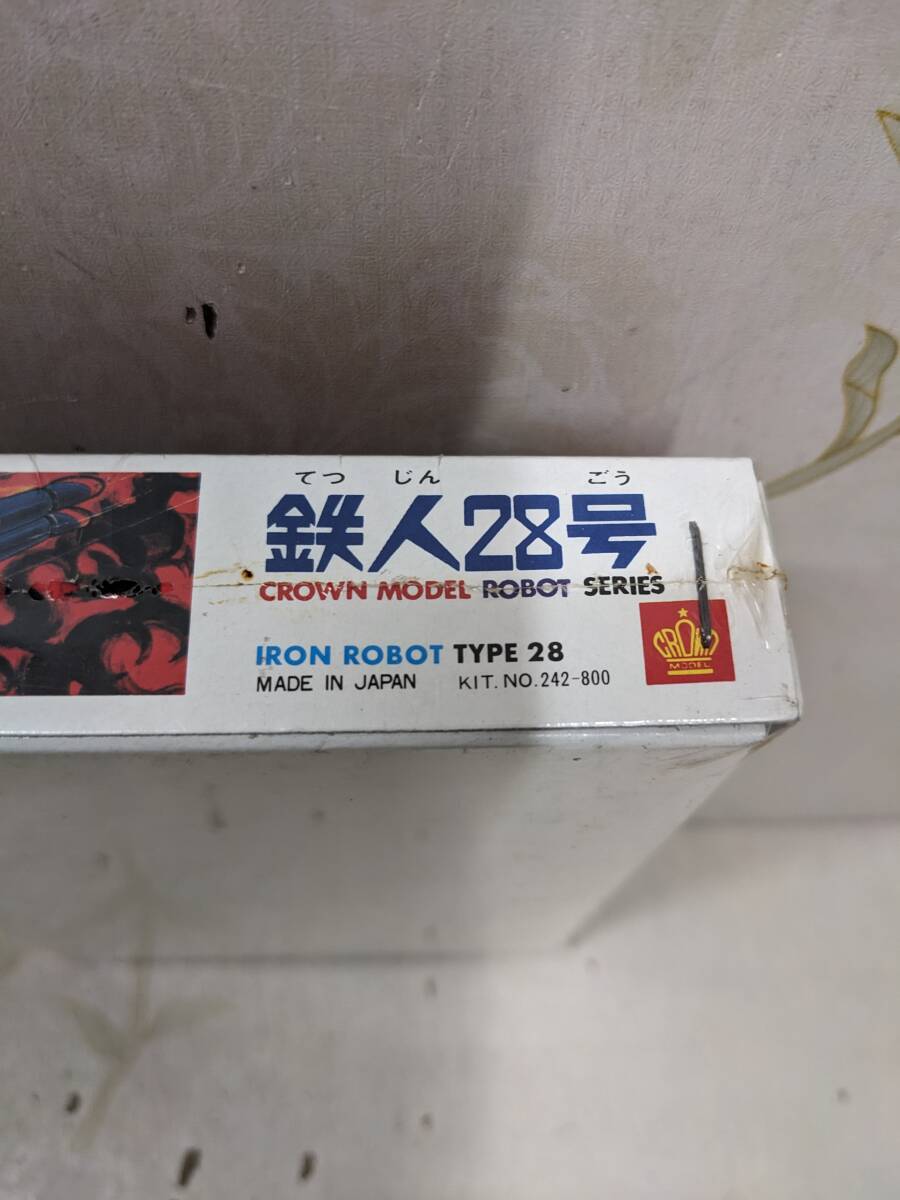 てつ じん ごう
鉄人28号
CROWN MODEL ROBOT SERIES
IRON ROBOT TYPE 28
MADE IN JAPAN KIT. NO. 242-800
CROWN
MODEL